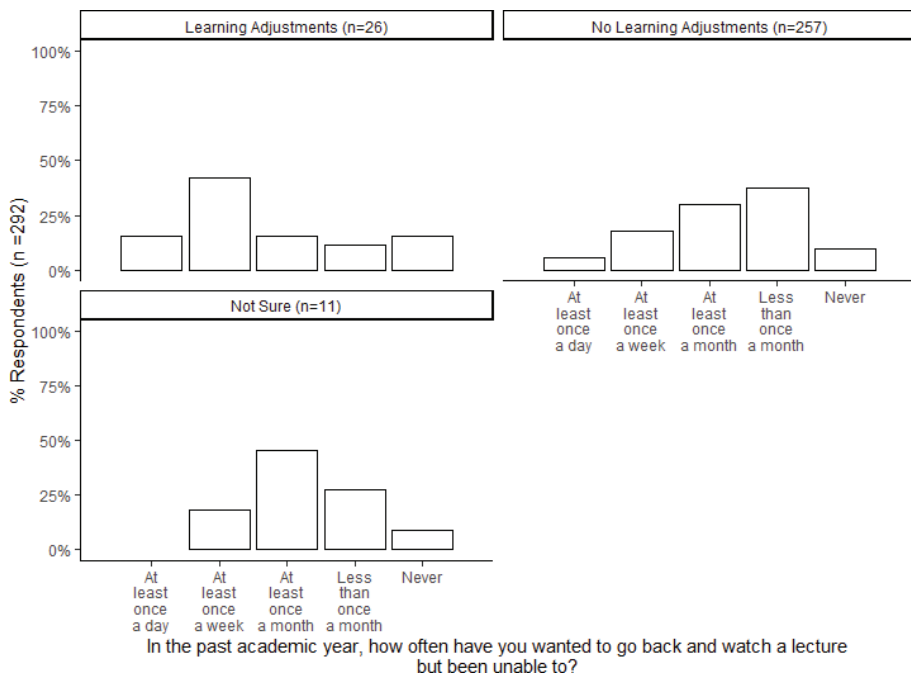 Learning Adjustments (n=26)
No Learning Adjustments (n=257)
100%
75%
50%
25%
0%
At least once a day
At least once a week
At least once a month
Less than once a month
Never
Not Sure (n=11)
100%
75%
50%
25%
0%
At least once a day
At least once a week
At least once a month
Less than once a month
Never
% Respondents (n =292)
In the past academic year, how often have you wanted to go back and watch a lecture
but been unable to?